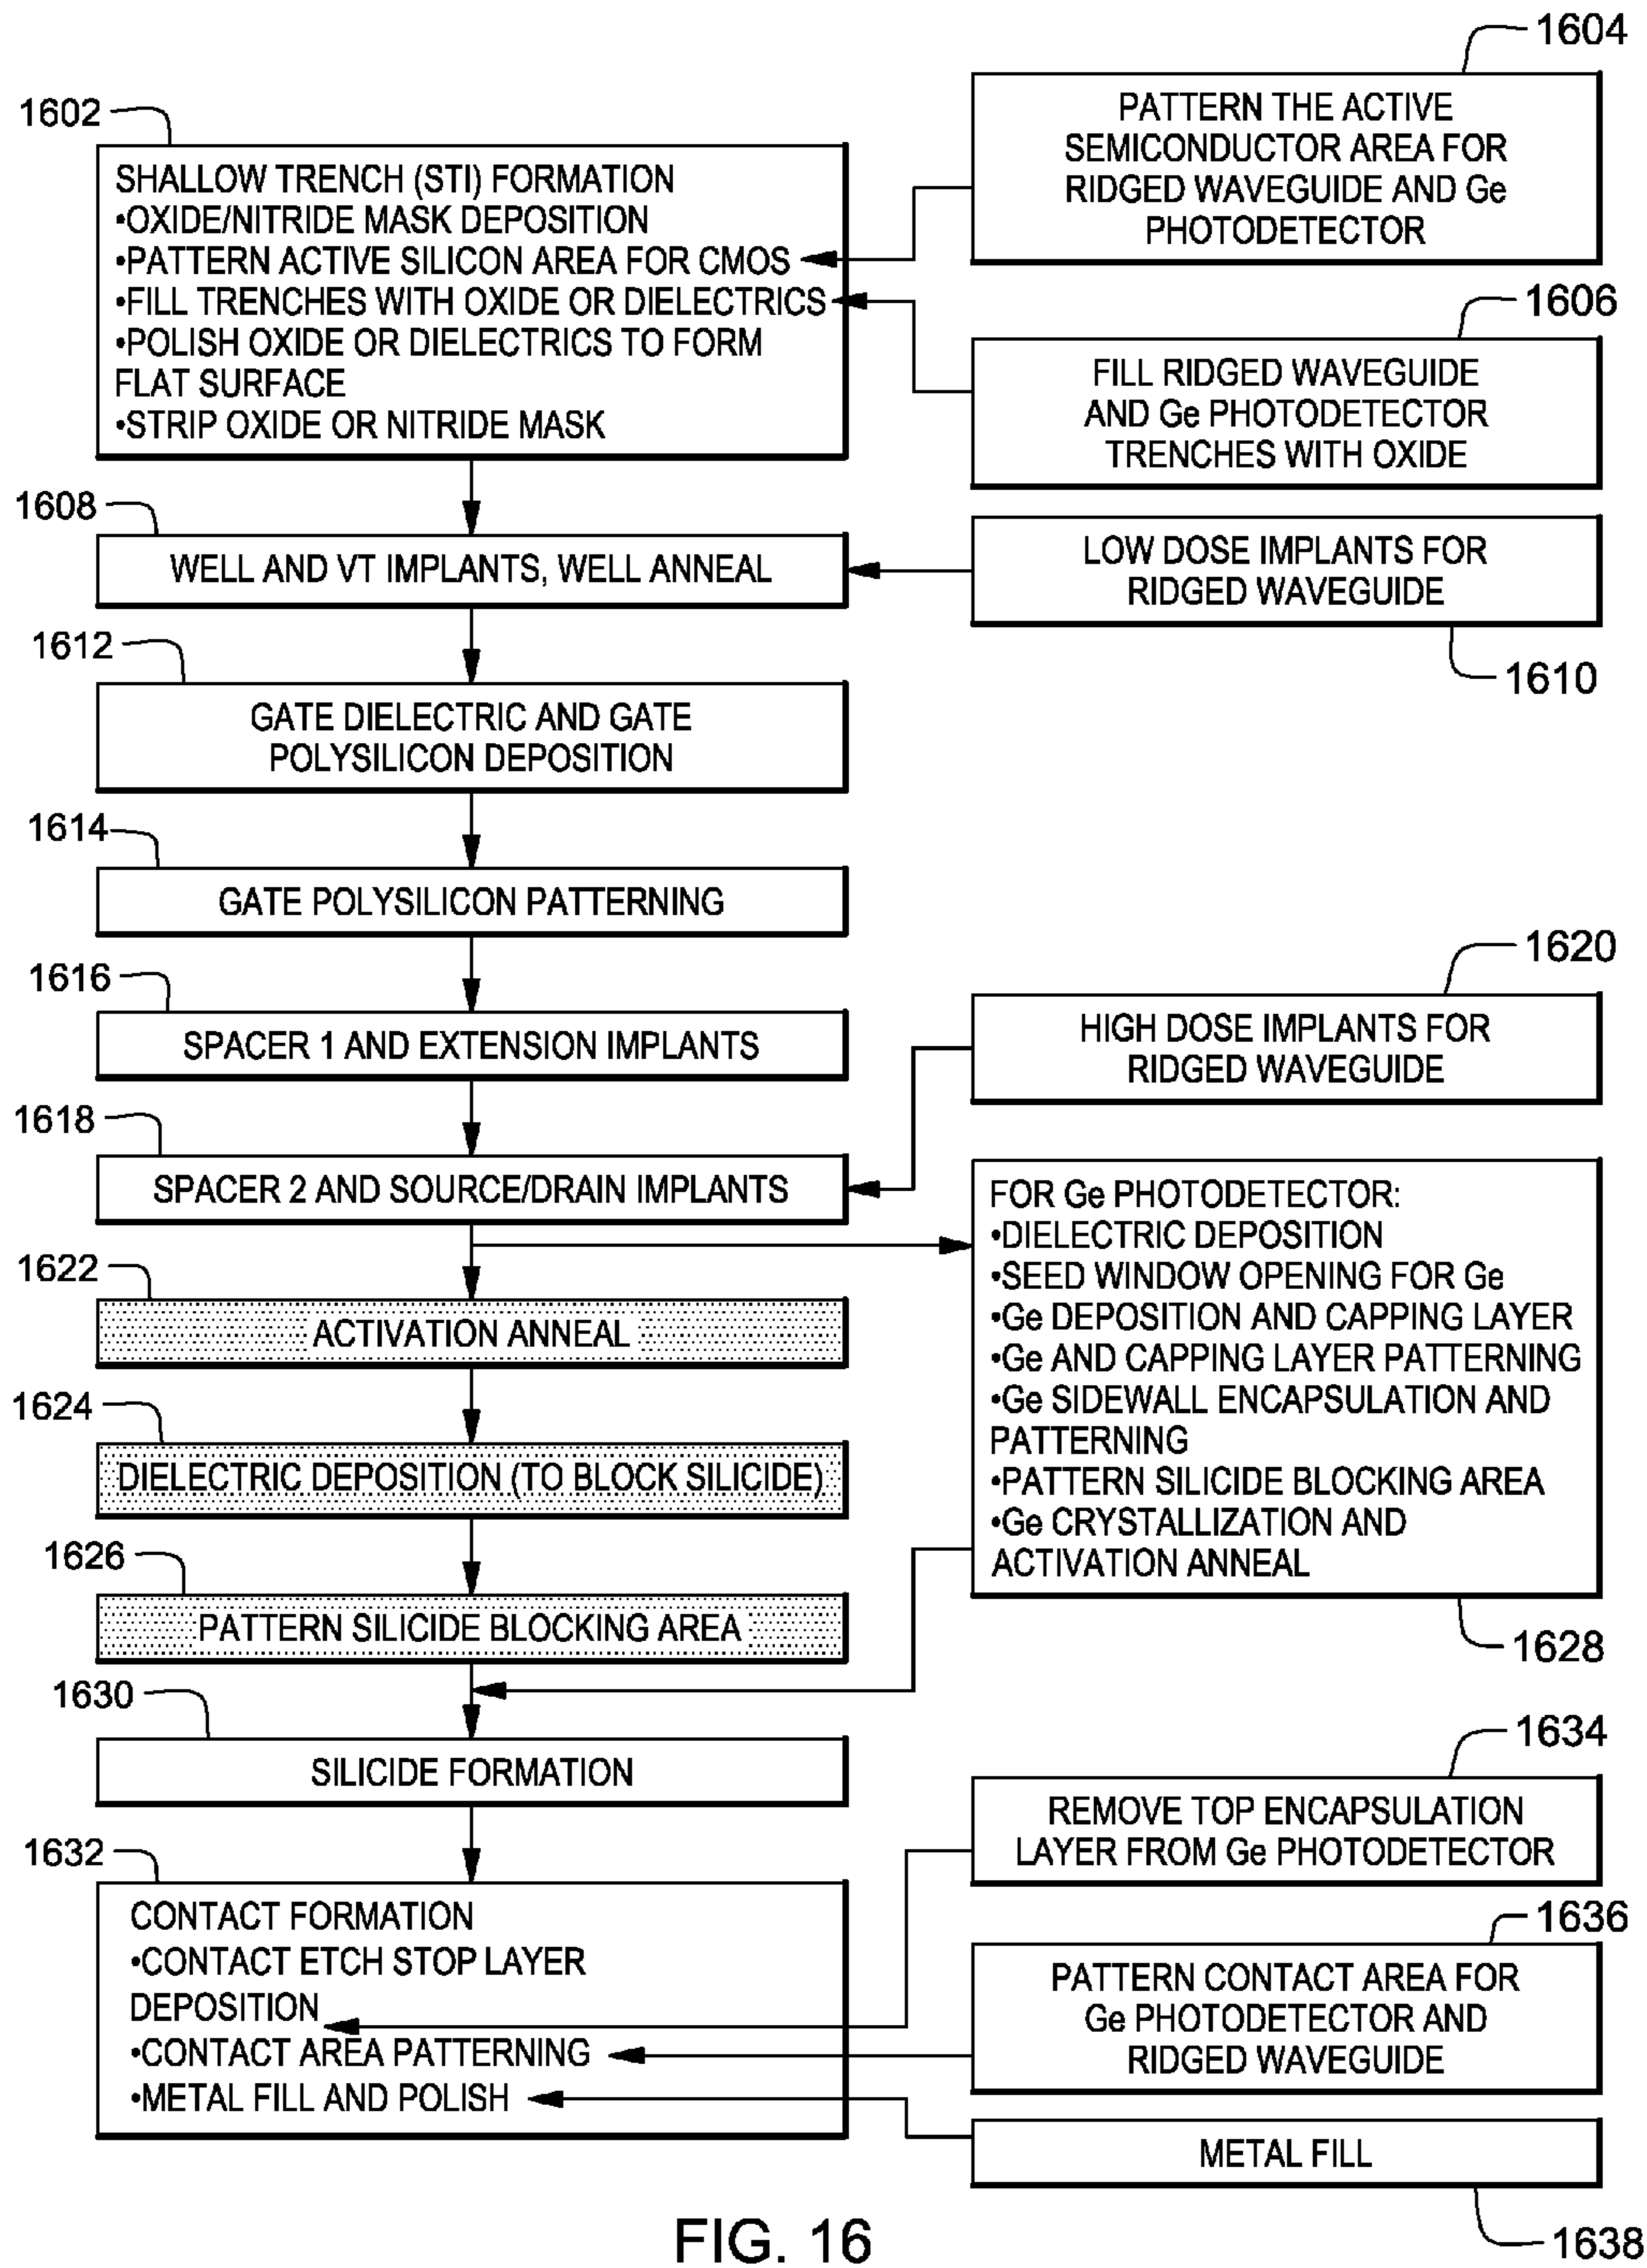 1604
PATTERN THE ACTIVE
SEMICONDUCTOR AREA FOR
RIDGED WAVEGUIDE AND Ge
PHOTODETECTOR
1602
SHALLOW TRENCH (STI) FORMATION
•OXIDE/NITRIDE MASK DEPOSITION
•PATTERN ACTIVE SILICON AREA FOR CMOS
•FILL TRENCHES WITH OXIDE OR DIELECTRICS
•POLISH OXIDE OR DIELECTRICS TO FORM
FLAT SURFACE
•STRIP OXIDE OR NITRIDE MASK
1606
FILL RIDGED WAVEGUIDE
AND Ge PHOTODETECTOR
TRENCHES WITH OXIDE
1608
WELL AND VT IMPLANTS, WELL ANNEAL
LOW DOSE IMPLANTS FOR
RIDGED WAVEGUIDE
1610
1612
GATE DIELECTRIC AND GATE
POLYSILICON DEPOSITION
1614
GATE POLYSILICON PATTERNING
1616
SPACER 1 AND EXTENSION IMPLANTS
1620
HIGH DOSE IMPLANTS FOR
RIDGED WAVEGUIDE
1618
SPACER 2 AND SOURCE/DRAIN IMPLANTS
1622
ACTIVATION ANNEAL
1624
DIELECTRIC DEPOSITION (TO BLOCK SILICIDE)
1626
PATTERN SILICIDE BLOCKING AREA
FOR Ge PHOTODETECTOR:
•DIELECTRIC DEPOSITION
•SEED WINDOW OPENING FOR Ge
•Ge DEPOSITION AND CAPPING LAYER
•Ge AND CAPPING LAYER PATTERNING
•Ge SIDEWALL ENCAPSULATION AND
PATTERNING
•PATTERN SILICIDE BLOCKING AREA
•Ge CRYSTALLIZATION AND
ACTIVATION ANNEAL
1628
1630
SILICIDE FORMATION
1634
REMOVE TOP ENCAPSULATION
LAYER FROM Ge PHOTODETECTOR
1632
CONTACT FORMATION
•CONTACT ETCH STOP LAYER
DEPOSITION
•CONTACT AREA PATTERNING
•METAL FILL AND POLISH
1636
PATTERN CONTACT AREA FOR
Ge PHOTODETECTOR AND
RIDGED WAVEGUIDE
METAL FILL
1638
FIG. 16